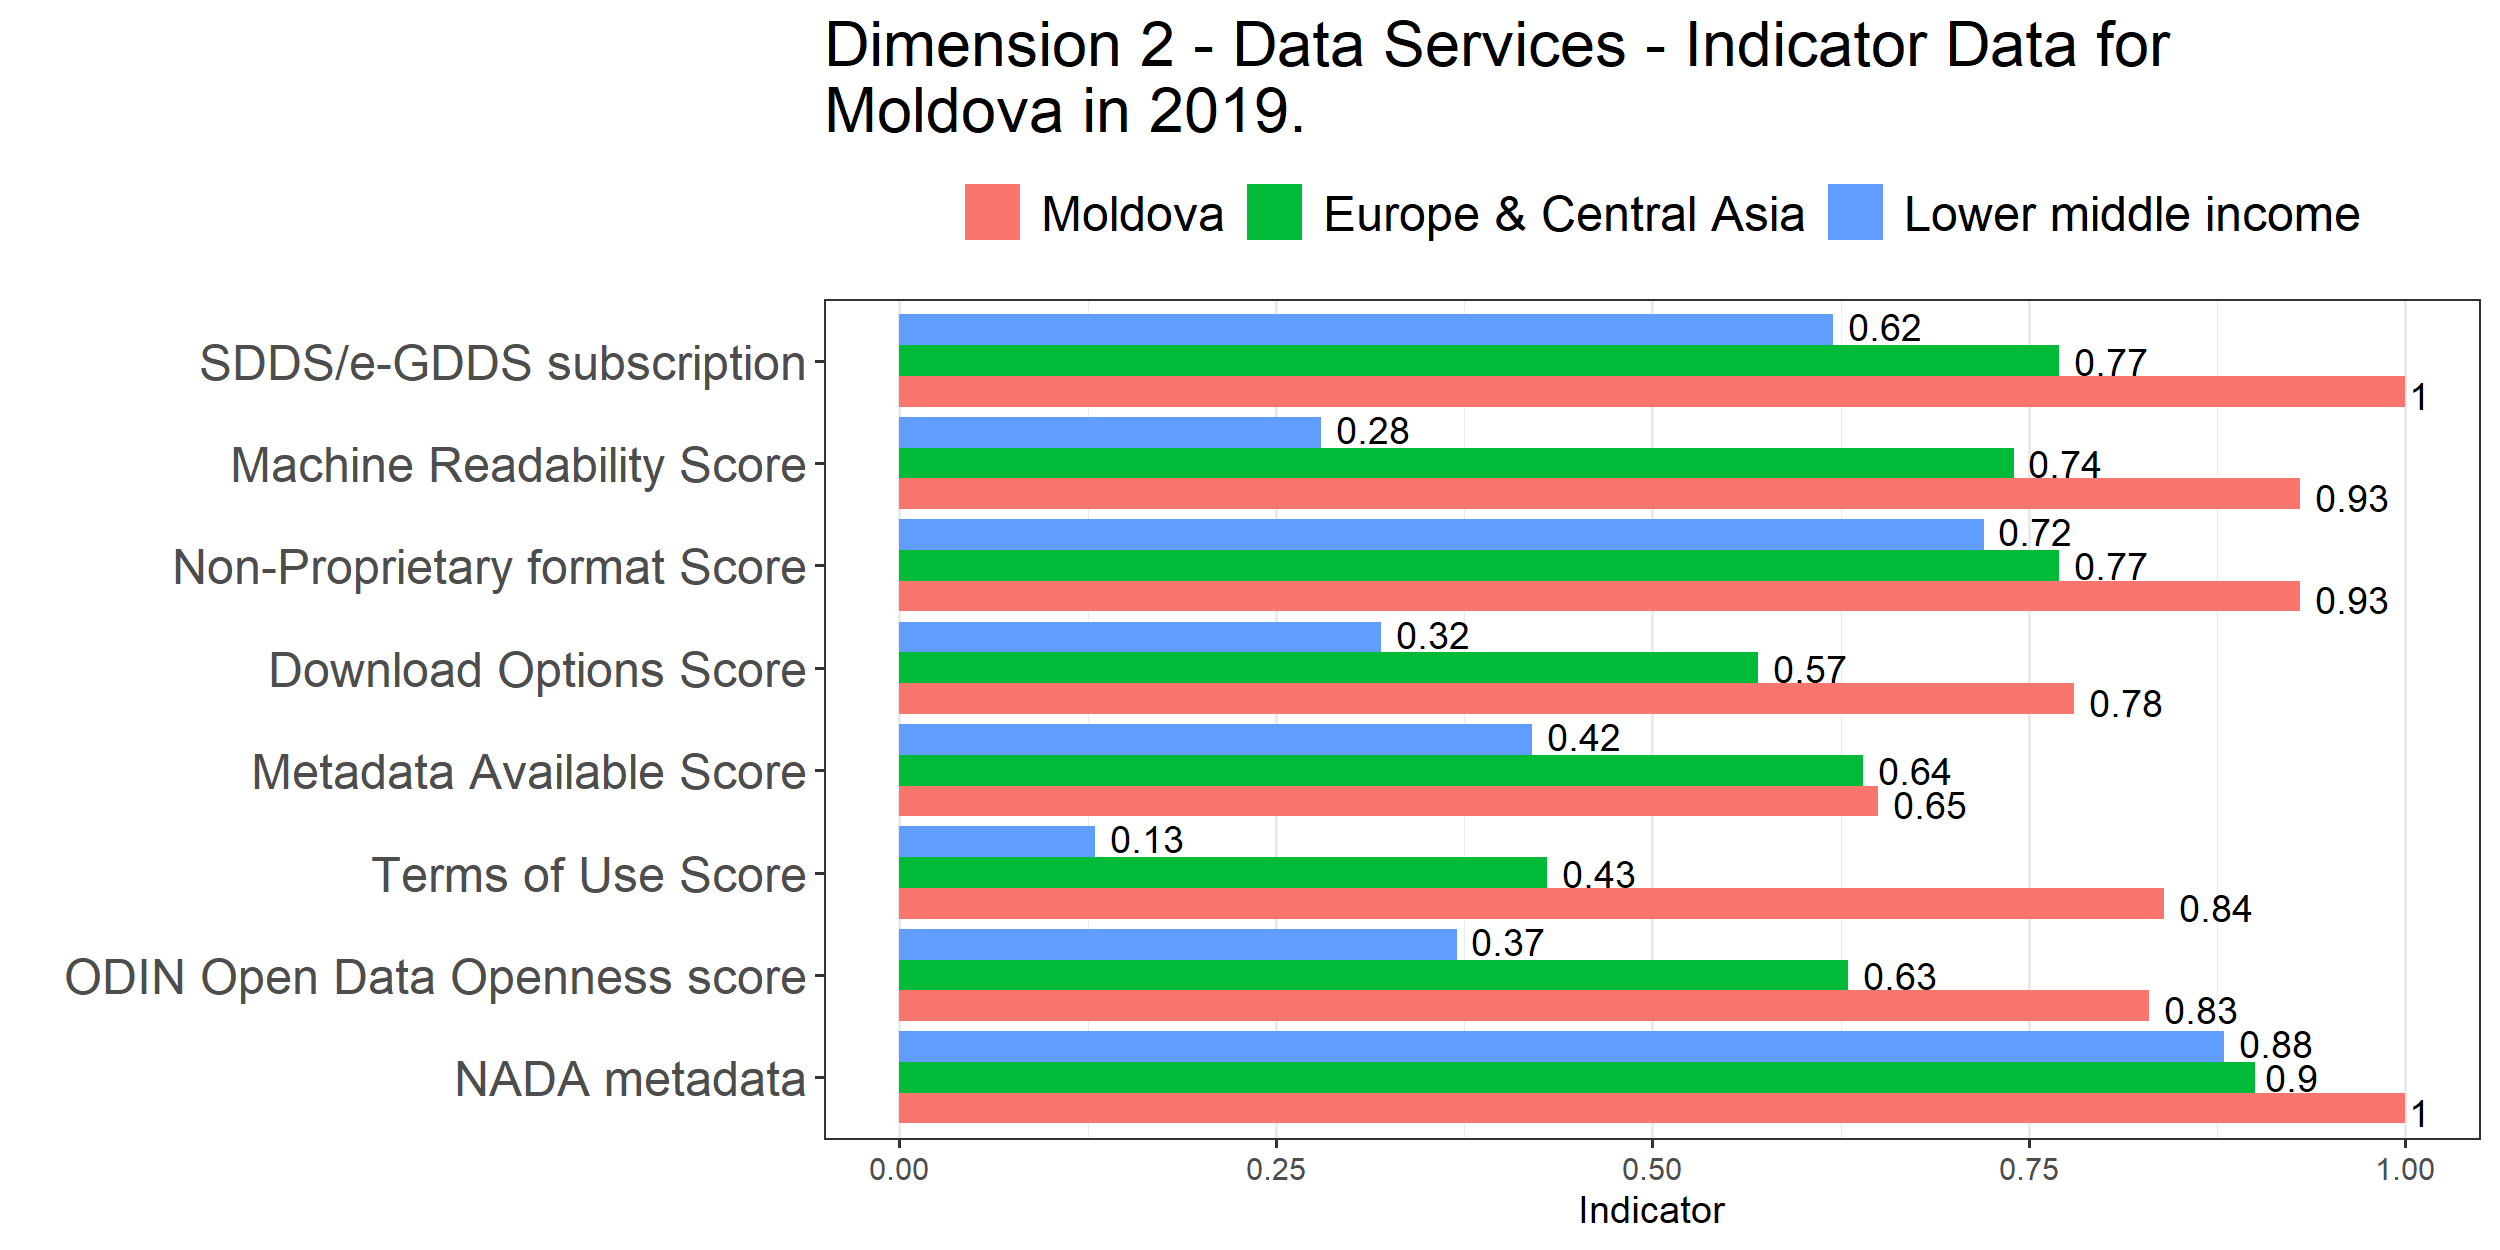 Dimension 2 - Data Services - Indicator Data for
Moldova in 2019.
Moldova Europe & Central Asia Lower middle income
SDDS/e-GDDS subscription
0.62
0.77
1
Machine Readability Score
0.28
0.74
0.93
Non-Proprietary format Score
0.72
0.77
0.93
Download Options Score
0.32
0.57
0.78
Metadata Available Score
0.42
0.64
0.65
Terms of Use Score
0.13
0.43
0.84
ODIN Open Data Openness score
0.37
0.63
0.83
NADA metadata
0.88
0.9
1
0.00 0.25 0.50 0.75 1.00
Indicator